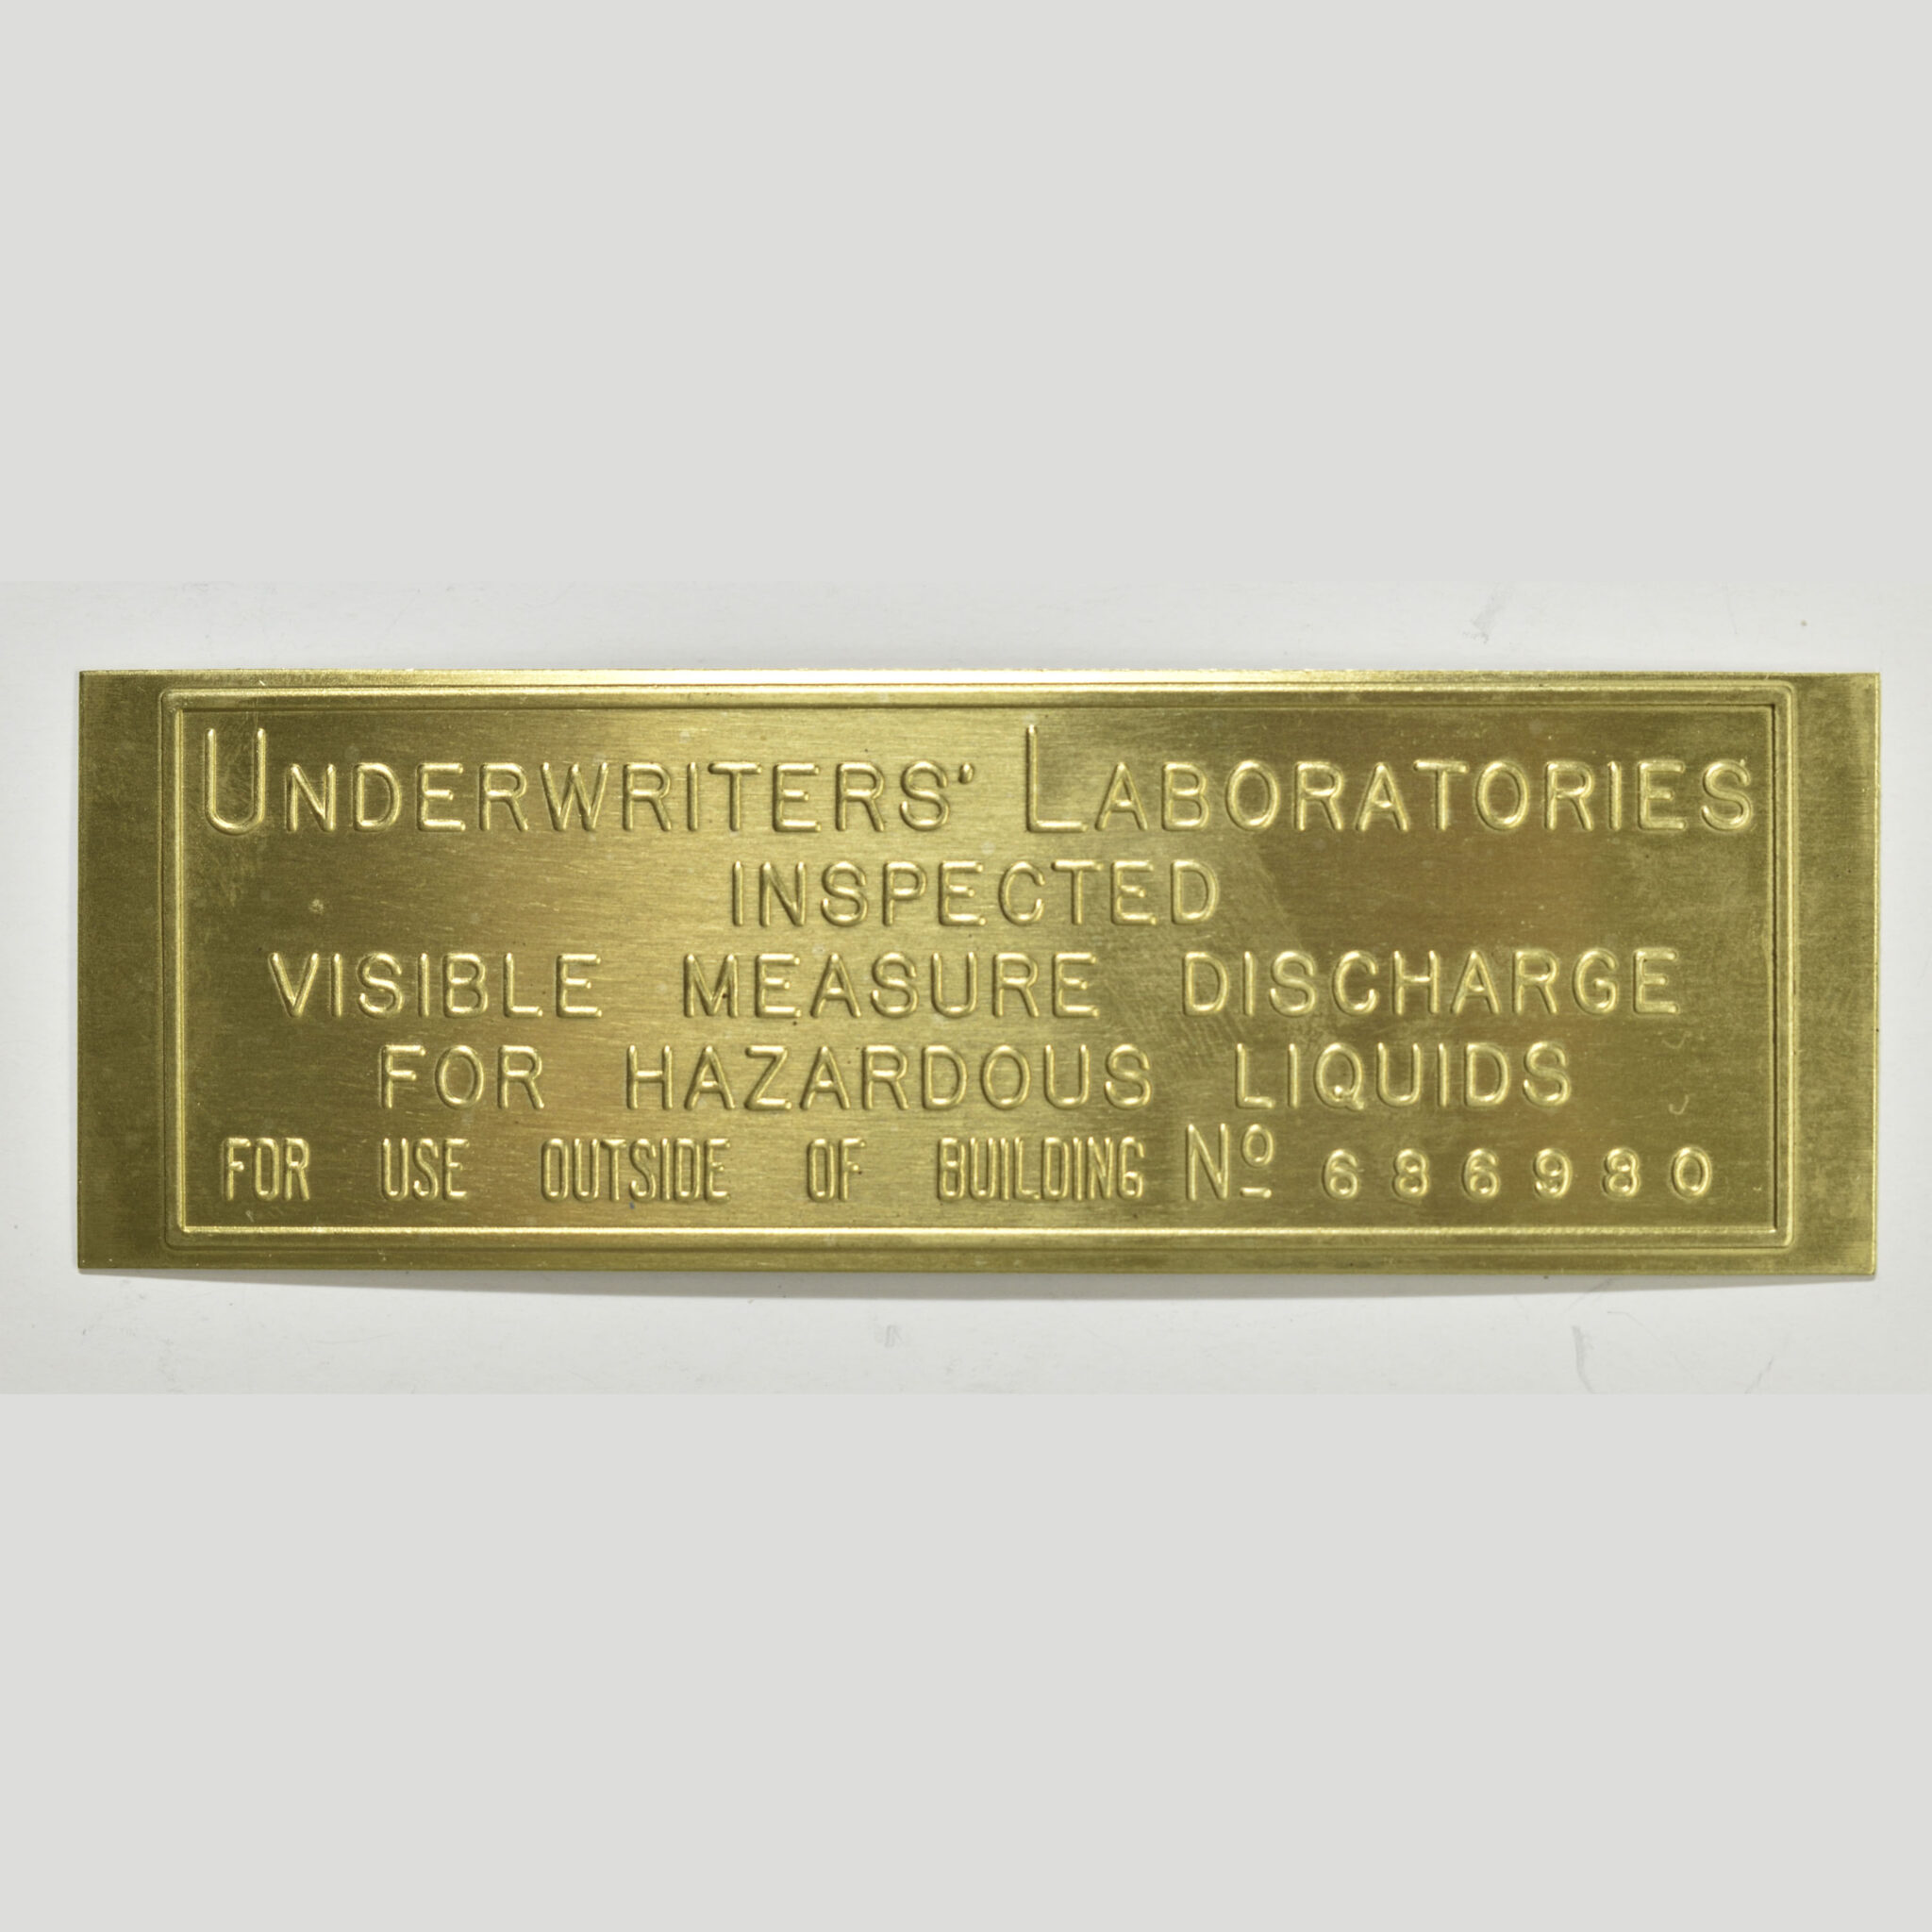 UNDERWRITERS' LABORATORIES
INSPECTED
VISIBLE MEASURE DISCHARGE
FOR HAZARDOUS LIQUIDS
FOR USE OUTSIDE OF BUILDING Nº 686980